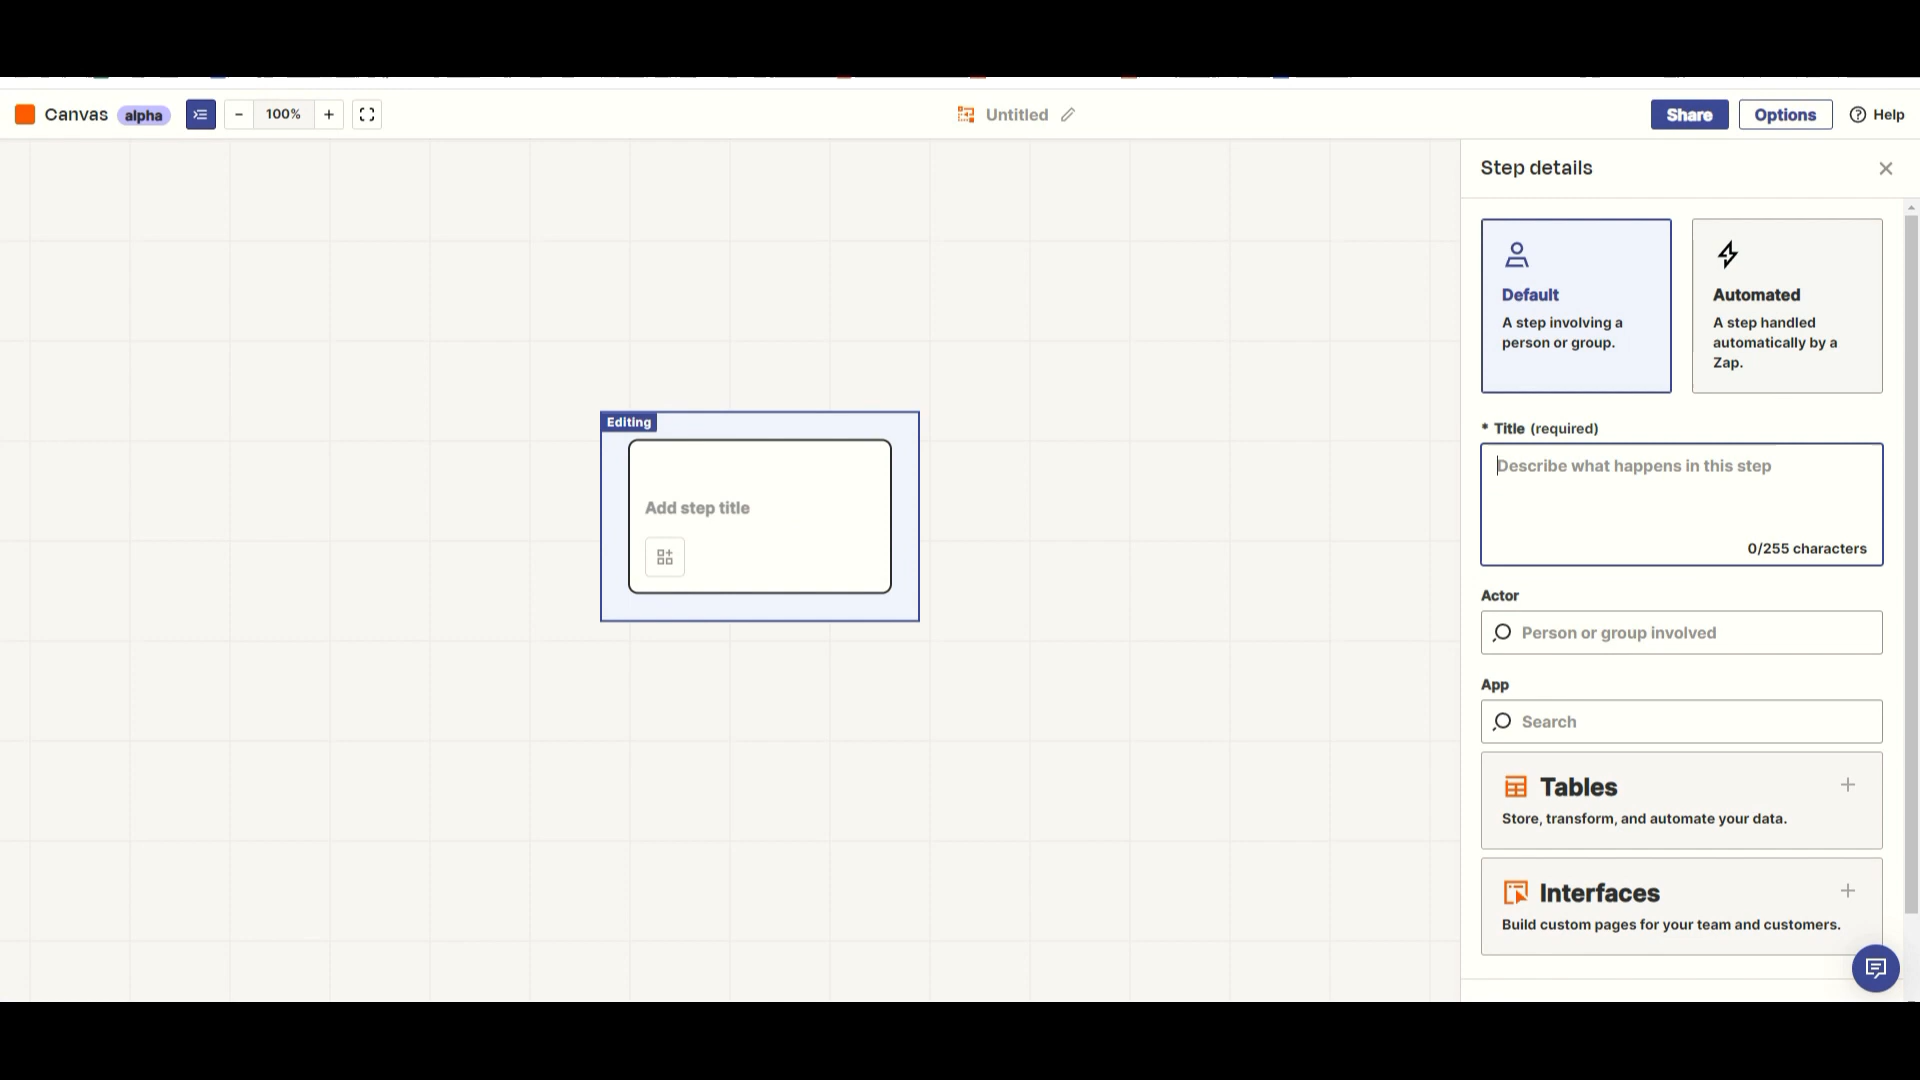 Canvas alpha
100%
Untitled
Share
Options
Help
Editing
Add step title
Step details
Default
A step involving a
person or group.
Automated
A step handled
automatically by a
Zap.
* Title (required)
Describe what happens in this step
0/255 characters
Actor
Person or group involved
App
Search
Tables
Store, transform, and automate your data.
Interfaces
Build custom pages for your team and customers.